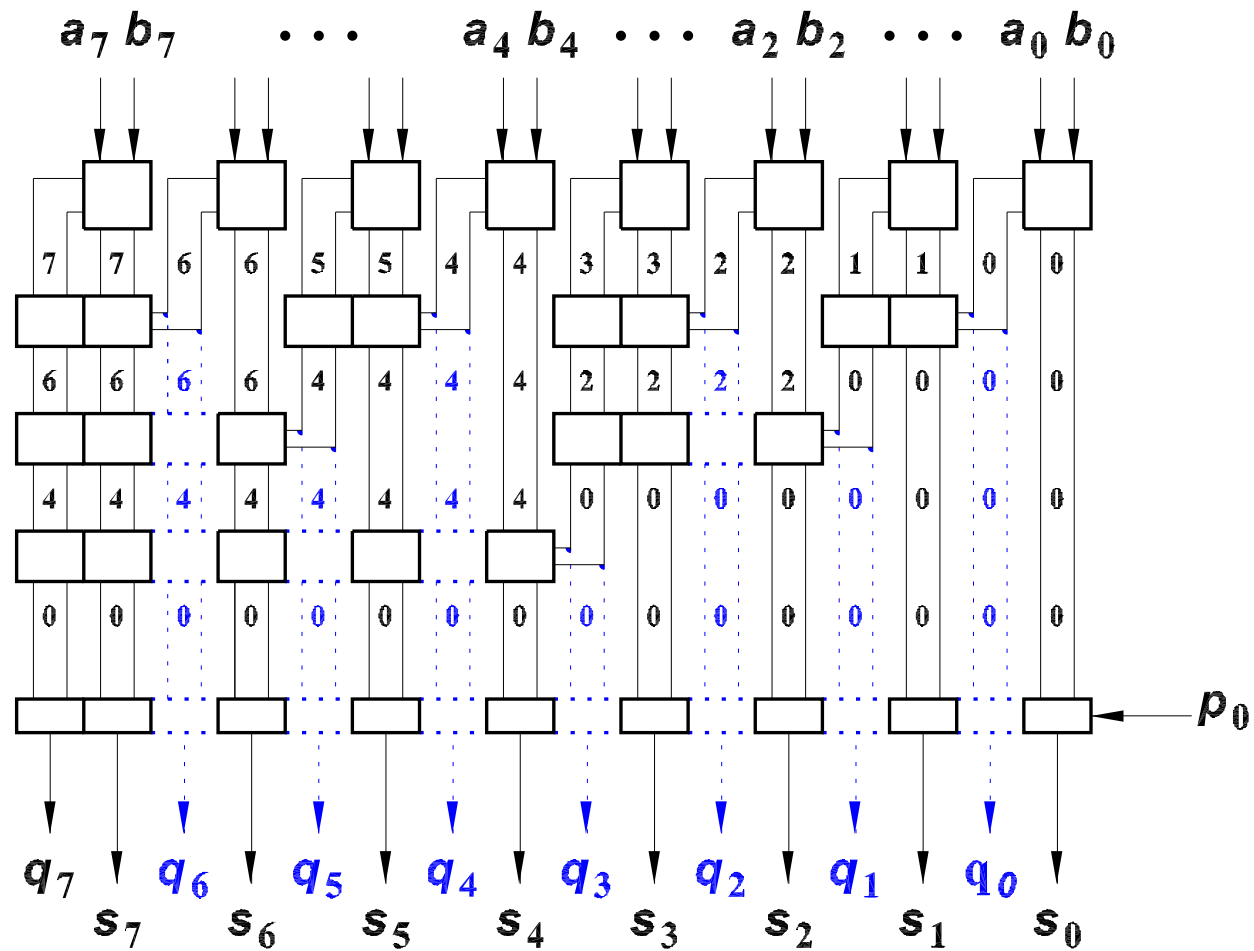 a7 b7 • • • a4 b4 • • • a2 b2 • • • a0 b0
7 7 6 6 5 5 4 4 3 3 2 2 1 1 0 0
6 6 6 6 4 4 4 4 2 2 2 2 0 0 0 0
4 4 4 4 4 4 4 4 0 0 0 0 0 0 0 0
0 0 0 0 0 0 0 0 0 0 0 0 0 0 0 0
p0
q7 q6 q5 q4 q3 q2 q1 q0
s7 s6 s5 s4 s3 s2 s1 s0